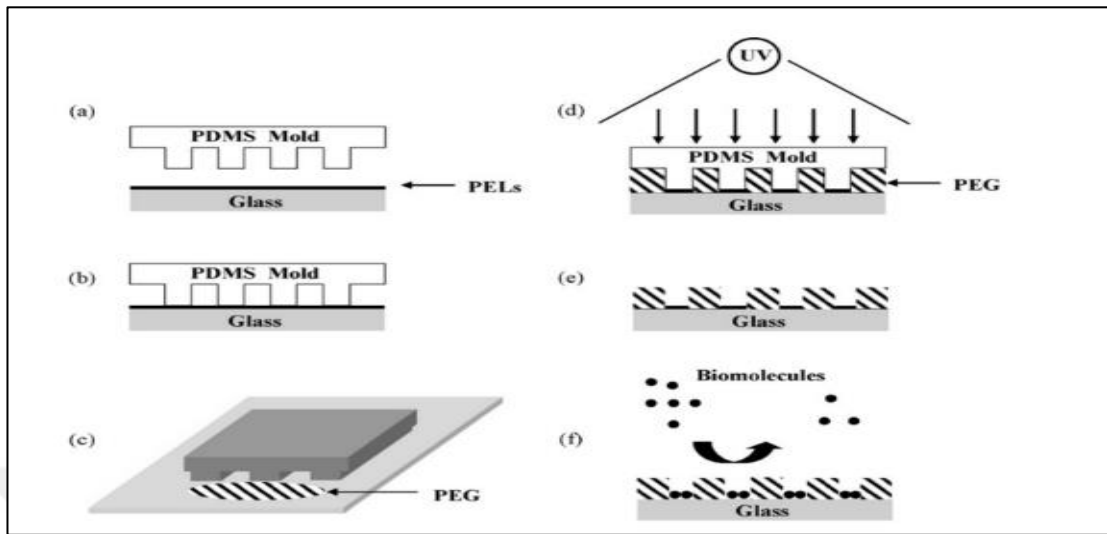 (a)
PDMS Mold
PELs
Glass
(b)
PDMS Mold
Glass
(c)
PEG
UV
(d)
PDMS Mold
PEG
Glass
(e)
Glass
Biomolecules
(f)
Glass